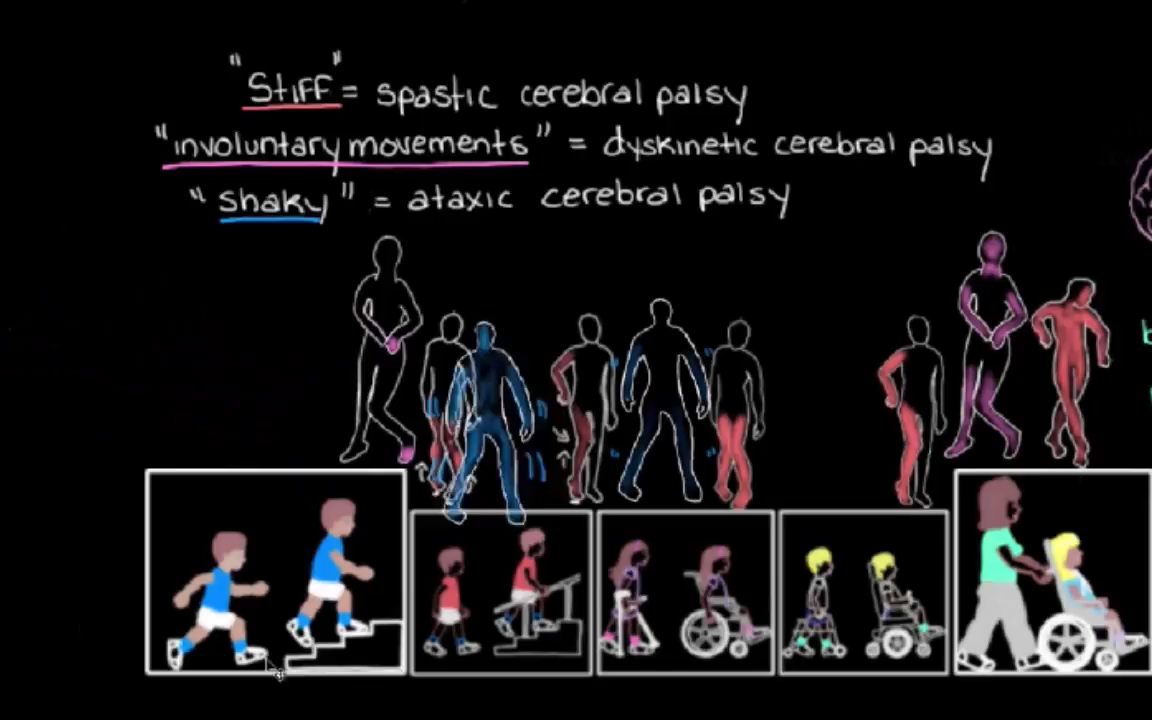 "Stiff" = spastic cerebral palsy
"involuntary movements" = dyskinetic cerebral palsy
"shaky" = ataxic cerebral palsy